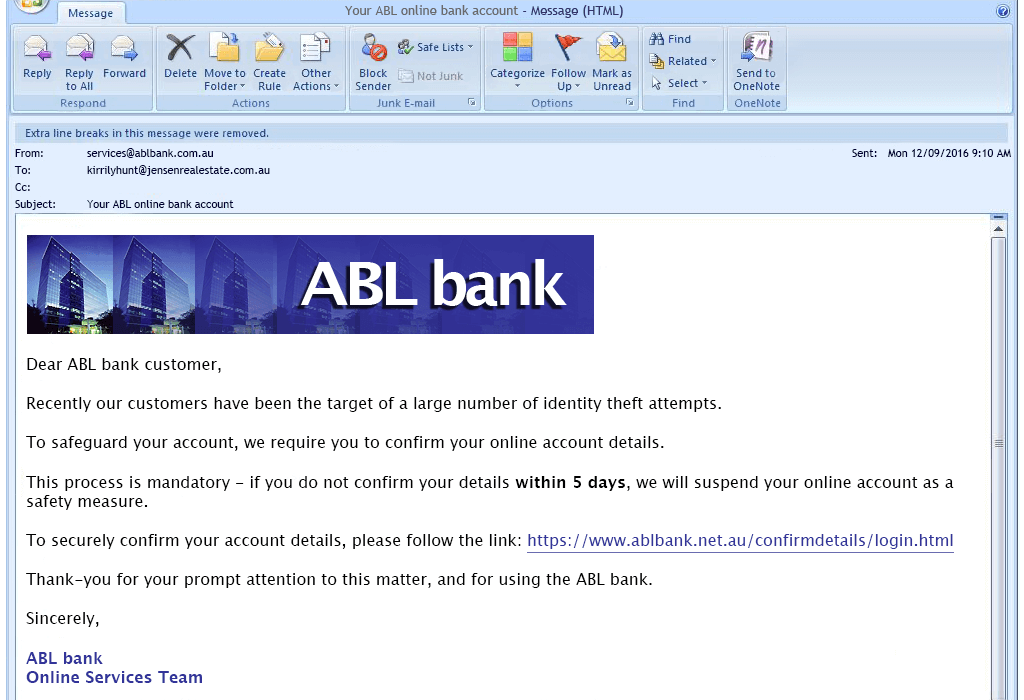 Your ABL online bank account - Message (HTML)
Message
Reply
Reply to All
Forward
Respond
Delete
Move to Folder
Create Rule
Other Actions
Actions
Block Sender
Safe Lists
Not Junk
Junk E-mail
Categorize
Follow Up
Mark as Unread
Options
Find
Related
Select
Find
Send to OneNote
OneNote
Extra line breaks in this message were removed.
From: services@ablbank.com.au
Sent: Mon 12/09/2016 9:10 AM
To: kirrilyhunt@jensenrealestate.com.au
Cc:
Subject: Your ABL online bank account
ABL bank
Dear ABL bank customer,
Recently our customers have been the target of a large number of identity theft attempts.
To safeguard your account, we require you to confirm your online account details.
This process is mandatory – if you do not confirm your details within 5 days, we will suspend your online account as a
safety measure.
To securely confirm your account details, please follow the link: https://www.ablbank.net.au/confirmdetails/login.html
Thank-you for your prompt attention to this matter, and for using the ABL bank.
Sincerely,
ABL bank
Online Services Team